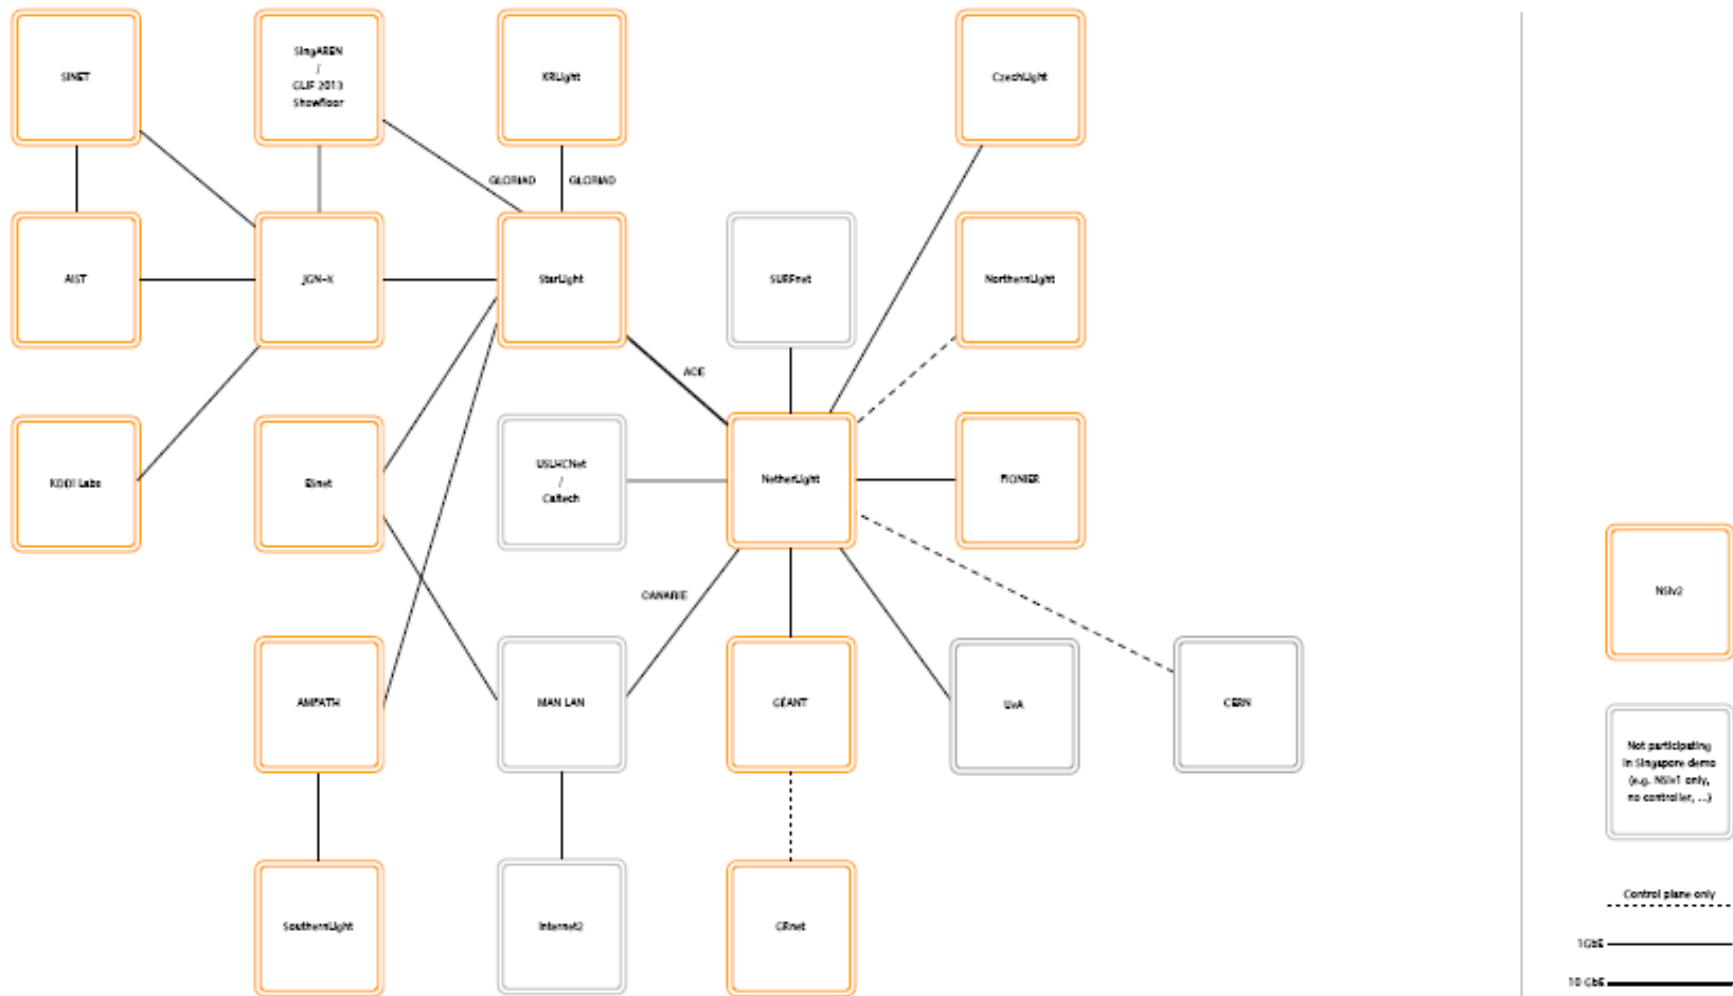 SINET
SingAREN
/
GLIF 2013
Showfloor
KRLight
CzechLight
GLORIAD
GLORIAD
AIST
JGN-X
StarLight
SURFnet
NorthernLight
ACE
KDDI Labs
ESnet
USLHCNet
/
Caltech
NetherLight
PIONIER
NSIv2
CANARIE
AMPATH
MAN LAN
GÉANT
UvA
CERN
Not participating
in Singapore demo
(e.g. NSIv1 only,
no controller, ...)
Control plane only
SouthernLight
Internet2
GRnet
1GbE
10 GbE